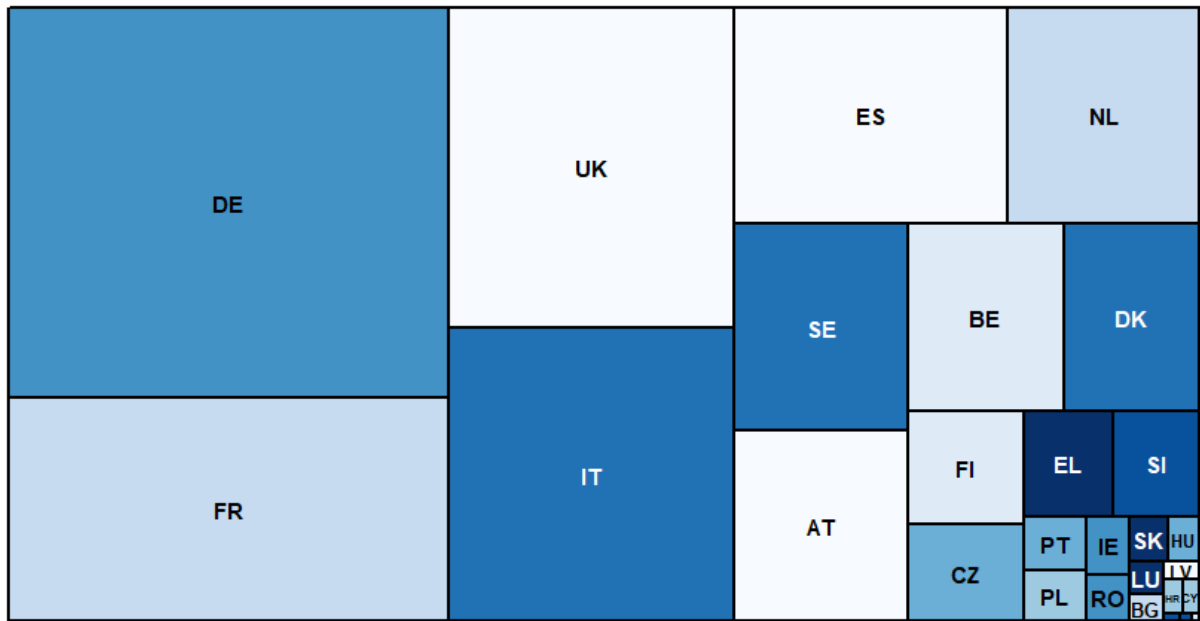 DE
UK
ES
NL
SE
BE
DK
FR
IT
AT
FI
EL
SI
CZ
PT
IE
SK
HU
PL
RO
LU
LV
BG
HR
CY